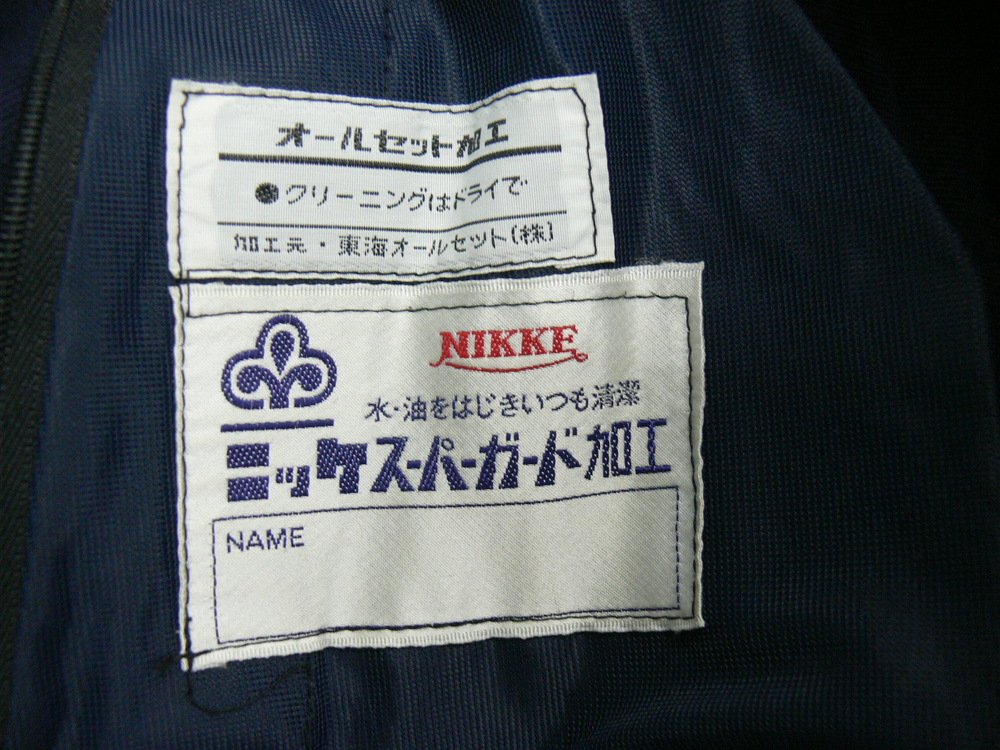 オールセット加工
●クリーニングはドライで
加工元・東海オールセット(株)
NIKKE
水・油をはじきいつも清潔
ニッケスーパーガード加工
NAME